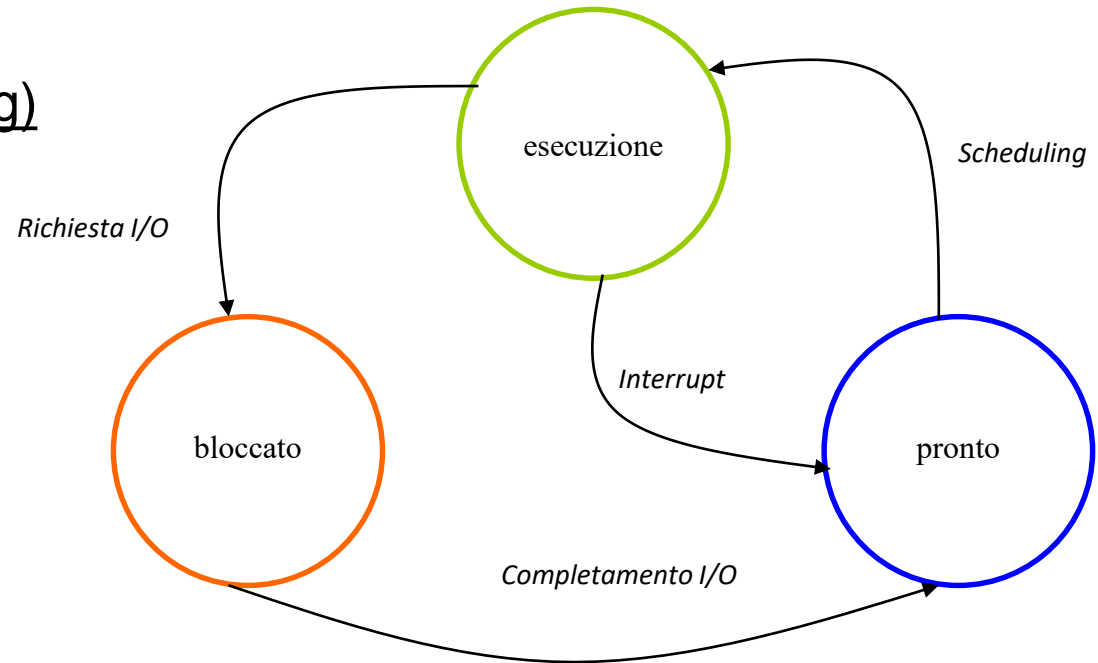 g)
esecuzione
Scheduling
Richiesta I/O
Interrupt
bloccato
pronto
Completamento I/O